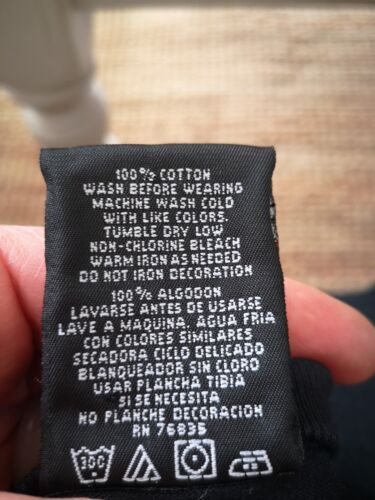 100% COTTON
WASH BEFORE WEARING
MACHINE WASH COLD
WITH LIKE COLORS.
TUMBLE DRY LOW
NON-CHLORINE BLEACH
WARM IRON AS NEEDED
DO NOT IRON DECORATION
100% ALGODON
LAVARSE ANTES DE USARSE
LAVE A MAQUINA, AGUA FRIA
CON COLORES SIMILARES
SECADORA CICLO DELICADO
BLANQUEADOR SIN CLORO
USAR PLANCHA TIBIA
SI SE NECESITA
NO PLANCHE DECORACION
RN 76835